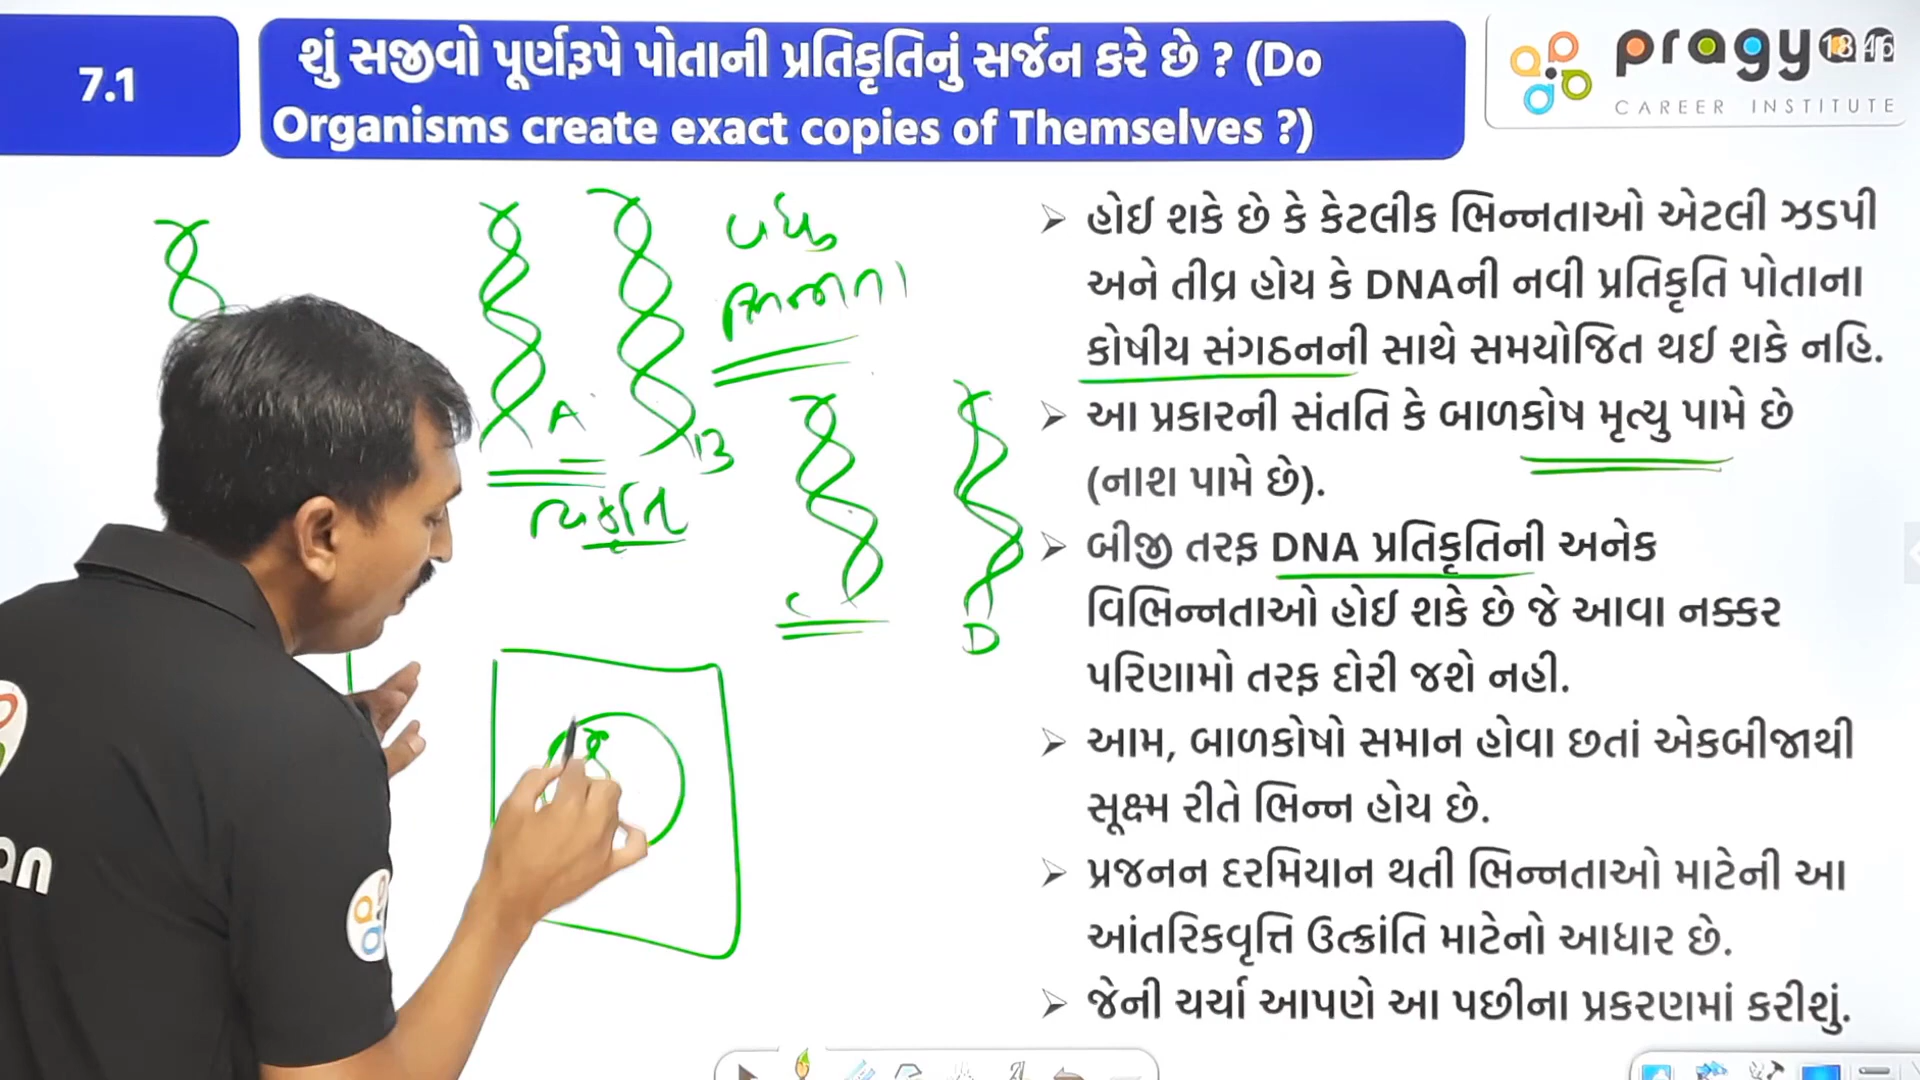 7.1
શું સજીવો પૂર્ણરૂપે પોતાની પ્રતિકૃતિનું સર્જન કરે છે ? (Do
Organisms create exact copies of Themselves ?)
pragyan
CAREER INSTITUTE
હોઈ શકે છે કે કેટલીક ભિન્નતાઓ એટલી ઝડપી
અને તીવ્ર હોય કે DNAની નવી પ્રતિકૃતિ પોતાના
કોષીય સંગઠનની સાથે સમયોજિત થઈ શકે નહિ.
આ પ્રકારની સંતતિ કે બાળકોષ મૃત્યુ પામે છે
(નાશ પામે છે).
બીજી તરફ DNA પ્રતિકૃતિની અનેક
વિભિન્નતાઓ હોઈ શકે છે જે આવા નક્કર
પરિણામો તરફ દોરી જશે નહી.
આમ, બાળકોષો સમાન હોવા છતાં એકબીજાથી
સૂક્ષ્મ રીતે ભિન્ન હોય છે.
પ્રજનન દરમિયાન થતી ભિન્નતાઓ માટેની આ
આંતરિકવૃત્તિ ઉત્ક્રાંતિ માટેનો આધાર છે.
જેની ચર્ચા આપણે આ પછીના પ્રકરણમાં કરીશું.
વધુ
ભિન્નતા
A
B
C
D
an